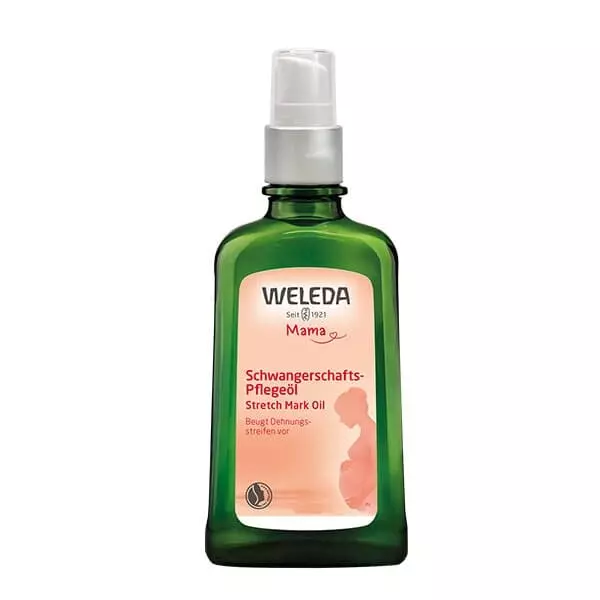 WELEDA
Seit 1921
Mama
Schwangerschafts-
Pflegeöl
Stretch Mark Oil
Beugt Dehnungs-
streifen vor